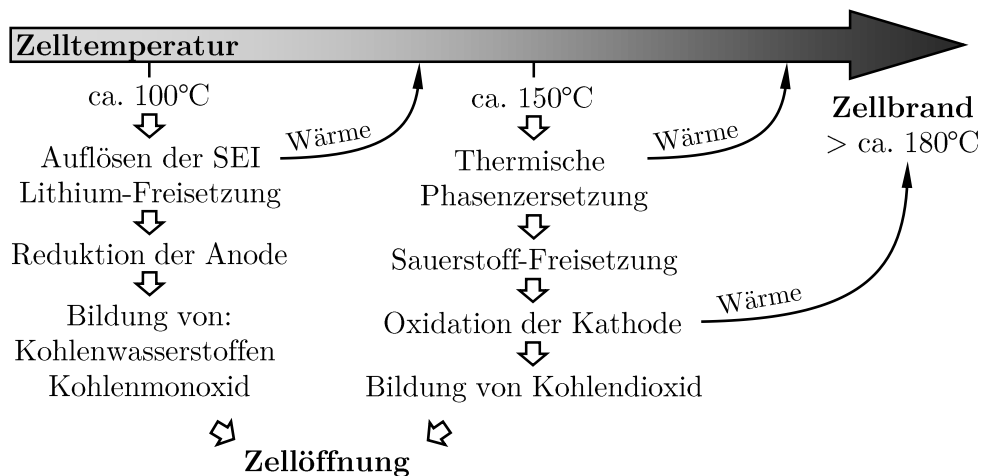 Zelltemperatur
ca. 100°C
Auflösen der SEI
Lithium-Freisetzung
Wärme
Reduktion der Anode
Bildung von:
Kohlenwasserstoffen
Kohlenmonoxid
ca. 150°C
Thermische
Phasenzersetzung
Wärme
Sauerstoff-Freisetzung
Oxidation der Kathode
Wärme
Bildung von Kohlendioxid
Zellbrand
> ca. 180°C
Zellöffnung